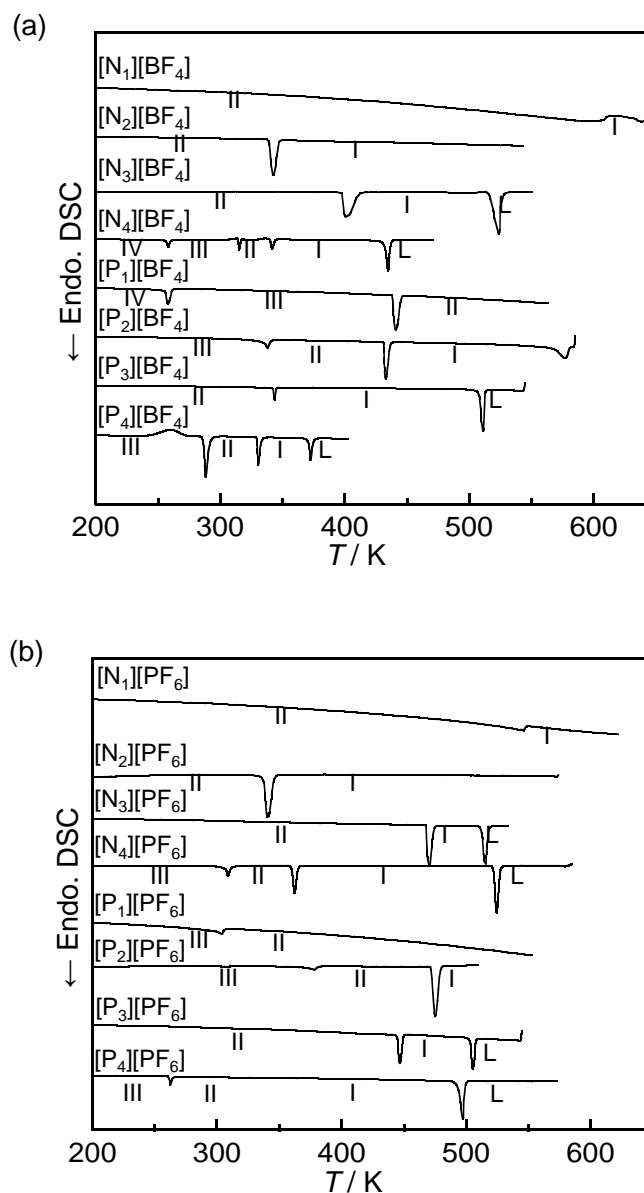 (a)
[N₁][BF₄]
II
I
[N₂][BF₄]
II
I
[N₃][BF₄]
II
I
L
[N₄][BF₄]
IV
III
II
I
L
[P₁][BF₄]
IV
III
II
[P₂][BF₄]
III
II
I
[P₃][BF₄]
II
I
L
[P₄][BF₄]
III
II
I
L
← Endo. DSC
200 300 400 500 600
T / K
(b)
[N₁][PF₆]
II
I
[N₂][PF₆]
II
I
[N₃][PF₆]
II
I
L
[N₄][PF₆]
III
II
I
L
[P₁][PF₆]
III
II
[P₂][PF₆]
III
II
I
[P₃][PF₆]
II
I
L
[P₄][PF₆]
III
II
I
L
← Endo. DSC
200 300 400 500 600
T / K